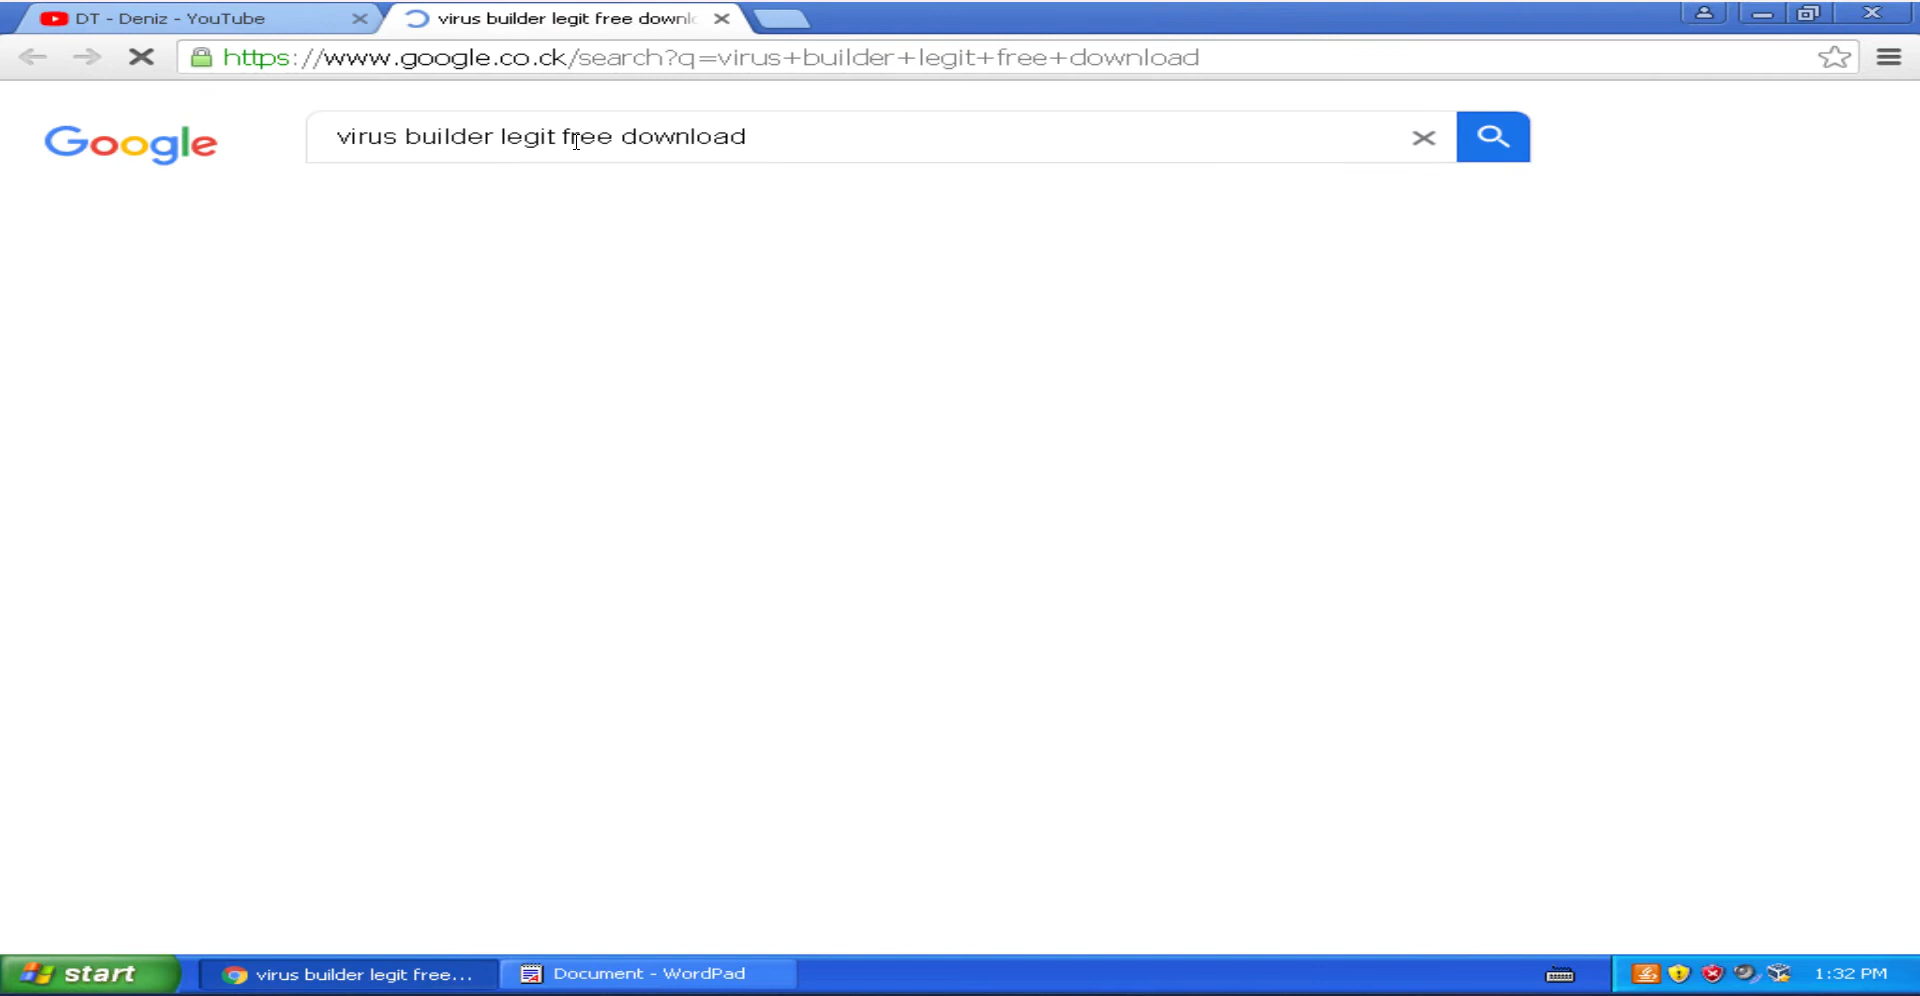 DT - Deniz - YouTube
virus builder legit free downl
https://www.google.co.ck/search?q=virus+builder+legit+free+download
Google
virus builder legit free download
start
virus builder legit free...
Document - WordPad
1:32 PM